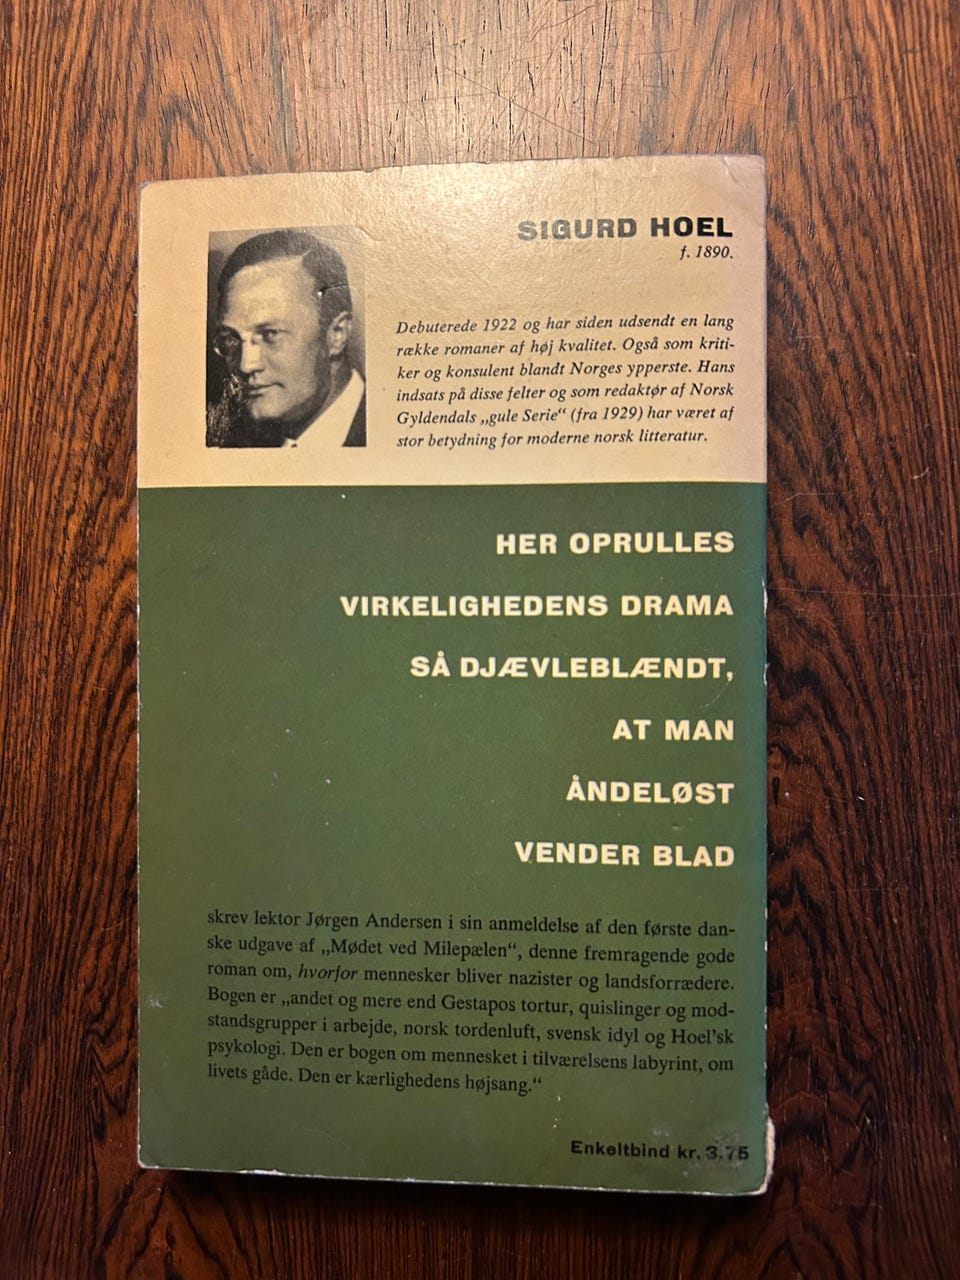 SIGURD HOEL
f. 1890.
Debuterede 1922 og har siden udsendt en lang
række romaner af høj kvalitet. Også som kriti-
ker og konsulent blandt Norges ypperste. Hans
indsats på disse felter og som redaktør af Norsk
Gyldendals „gule Serie“ (fra 1929) har været af
stor betydning for moderne norsk litteratur.
HER OPRULLES
VIRKELIGHEDENS DRAMA
SÅ DJÆVLEBLÆNDT,
AT MAN
ÅNDELØST
VENDER BLAD
skrev lektor Jørgen Andersen i sin anmeldelse af den første dan-
ske udgave af „Mødet ved Milepælen“, denne fremragende gode
roman om, hvorfor mennesker bliver nazister og landsforrædere.
Bogen er „andet og mere end Gestapos tortur, quislinger og mod-
standsgrupper i arbejde, norsk tordenluft, svensk idyl og Hoel'sk
psykologi. Den er bogen om mennesket i tilværelsens labyrint, om
livets gåde. Den er kærlighedens højsang.“
Enkeltbind kr. 3.75